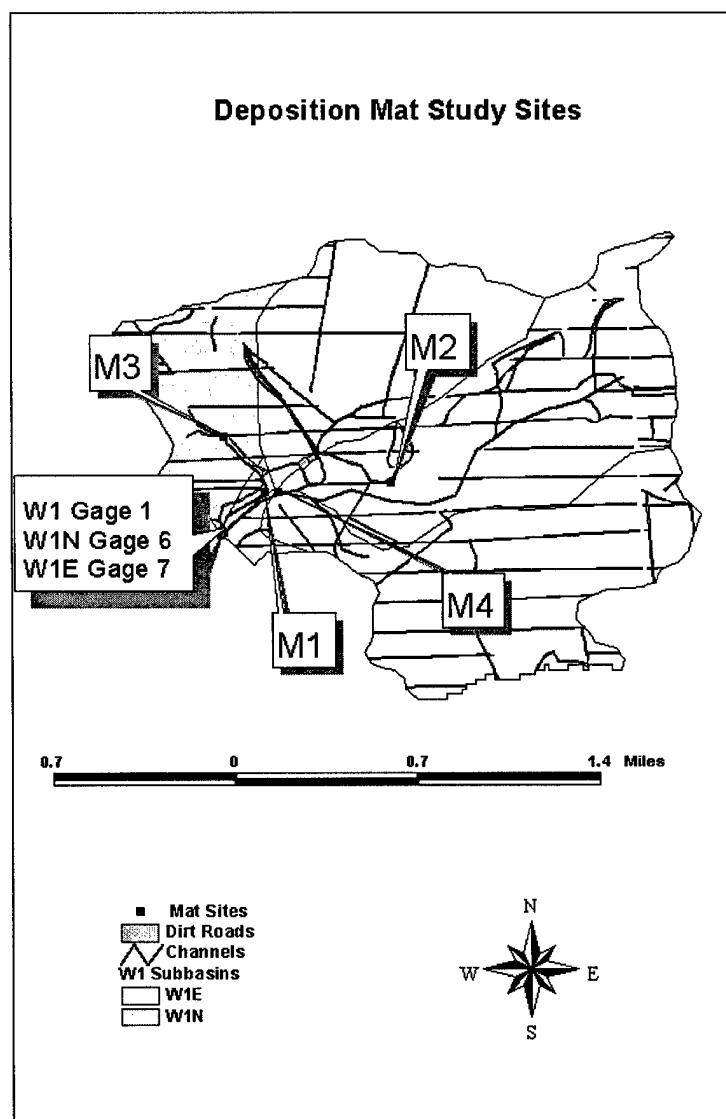 Deposition Mat Study Sites
M3
M2
W1 Gage 1
W1N Gage 6
W1E Gage 7
M4
M1
0.7 0 0.7 1.4 Miles
Mat Sites
Dirt Roads
Channels
W1 Subbasins
W1E
W1N
N
W E
S